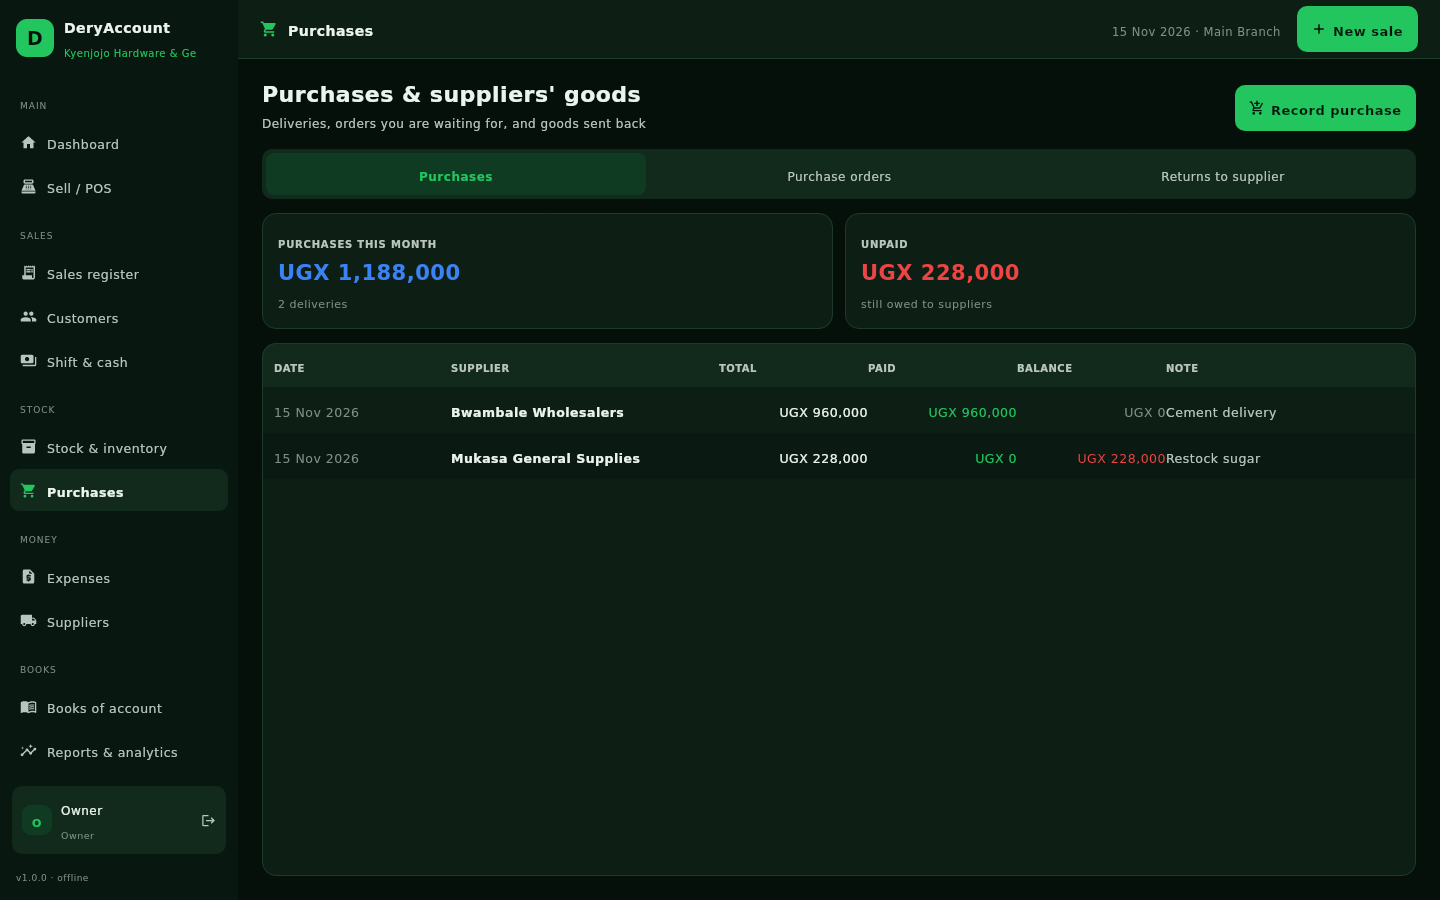 D
DeryAccount
Kyenjojo Hardware & Ge
MAIN
Dashboard
Sell / POS
SALES
Sales register
Customers
Shift & cash
STOCK
Stock & inventory
Purchases
MONEY
Expenses
Suppliers
BOOKS
Books of account
Reports & analytics
o
Owner
Owner
v1.0.0 · offline
Purchases
15 Nov 2026 · Main Branch
+ New sale
Purchases & suppliers' goods
Deliveries, orders you are waiting for, and goods sent back
Record purchase
Purchases Purchase orders Returns to supplier
PURCHASES THIS MONTH
UGX 1,188,000
2 deliveries
UNPAID
UGX 228,000
still owed to suppliers
DATE SUPPLIER TOTAL PAID BALANCE NOTE
15 Nov 2026 Bwambale Wholesalers UGX 960,000 UGX 960,000 UGX 0 Cement delivery
15 Nov 2026 Mukasa General Supplies UGX 228,000 UGX 0 UGX 228,000 Restock sugar